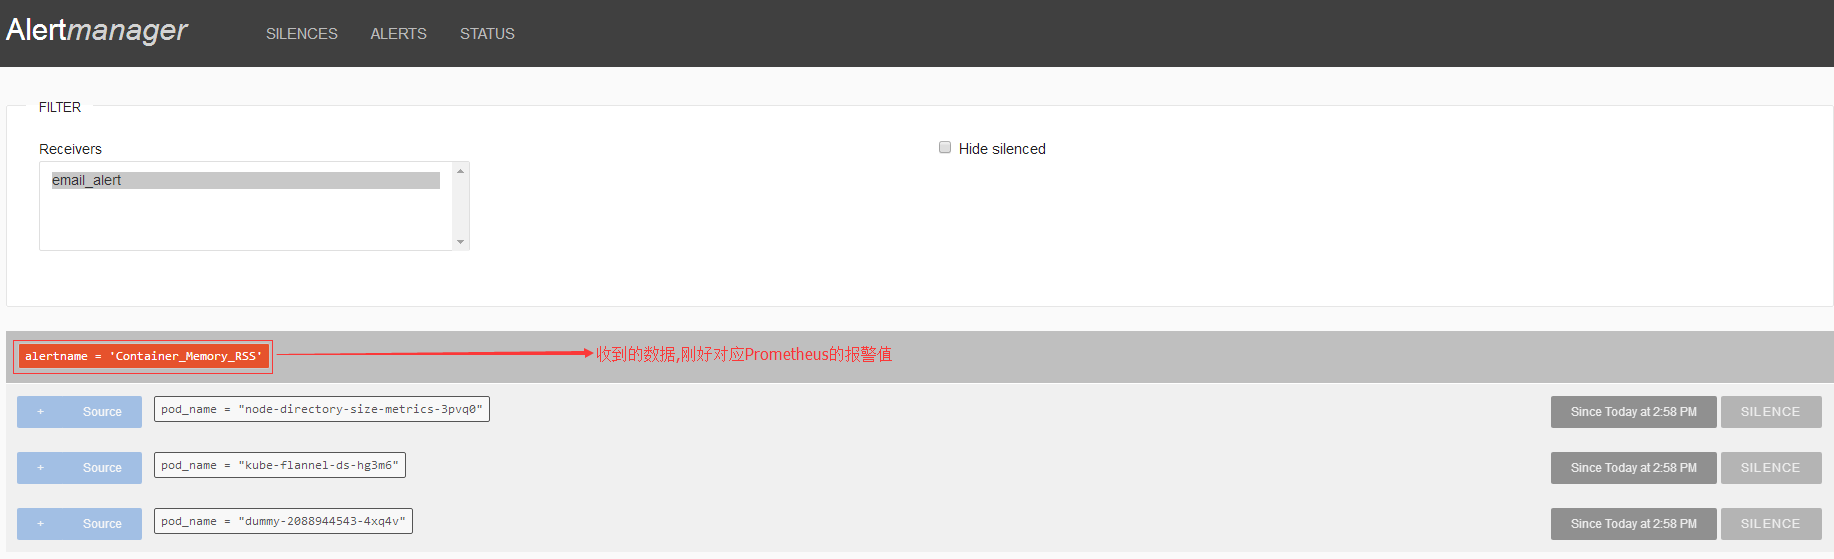 Alertmanager SILENCES ALERTS STATUS
FILTER
Receivers
Hide silenced
email_alert
alertname = 'Container_Memory_RSS' 收到的数据,刚好对应Prometheus的报警值
+ Source pod_name = "node-directory-size-metrics-3pvq0" Since Today at 2:58 PM SILENCE
+ Source pod_name = "kube-flannel-ds-hg3m6" Since Today at 2:58 PM SILENCE
+ Source pod_name = "dummy-2088944543-4xq4v" Since Today at 2:58 PM SILENCE